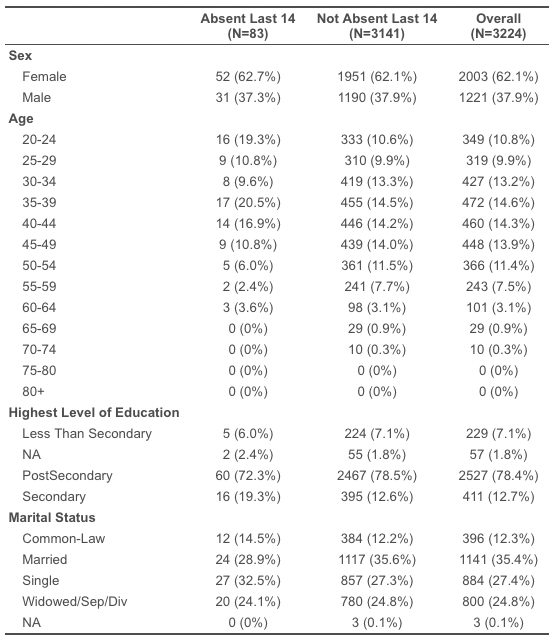 Absent Last 14 (N=83) Not Absent Last 14 (N=3141) Overall (N=3224)
Sex
Female 52 (62.7%) 1951 (62.1%) 2003 (62.1%)
Male 31 (37.3%) 1190 (37.9%) 1221 (37.9%)
Age
20-24 16 (19.3%) 333 (10.6%) 349 (10.8%)
25-29 9 (10.8%) 310 (9.9%) 319 (9.9%)
30-34 8 (9.6%) 419 (13.3%) 427 (13.2%)
35-39 17 (20.5%) 455 (14.5%) 472 (14.6%)
40-44 14 (16.9%) 446 (14.2%) 460 (14.3%)
45-49 9 (10.8%) 439 (14.0%) 448 (13.9%)
50-54 5 (6.0%) 361 (11.5%) 366 (11.4%)
55-59 2 (2.4%) 241 (7.7%) 243 (7.5%)
60-64 3 (3.6%) 98 (3.1%) 101 (3.1%)
65-69 0 (0%) 29 (0.9%) 29 (0.9%)
70-74 0 (0%) 10 (0.3%) 10 (0.3%)
75-80 0 (0%) 0 (0%) 0 (0%)
80+ 0 (0%) 0 (0%) 0 (0%)
Highest Level of Education
Less Than Secondary 5 (6.0%) 224 (7.1%) 229 (7.1%)
NA 2 (2.4%) 55 (1.8%) 57 (1.8%)
PostSecondary 60 (72.3%) 2467 (78.5%) 2527 (78.4%)
Secondary 16 (19.3%) 395 (12.6%) 411 (12.7%)
Marital Status
Common-Law 12 (14.5%) 384 (12.2%) 396 (12.3%)
Married 24 (28.9%) 1117 (35.6%) 1141 (35.4%)
Single 27 (32.5%) 857 (27.3%) 884 (27.4%)
Widowed/Sep/Div 20 (24.1%) 780 (24.8%) 800 (24.8%)
NA 0 (0%) 3 (0.1%) 3 (0.1%)